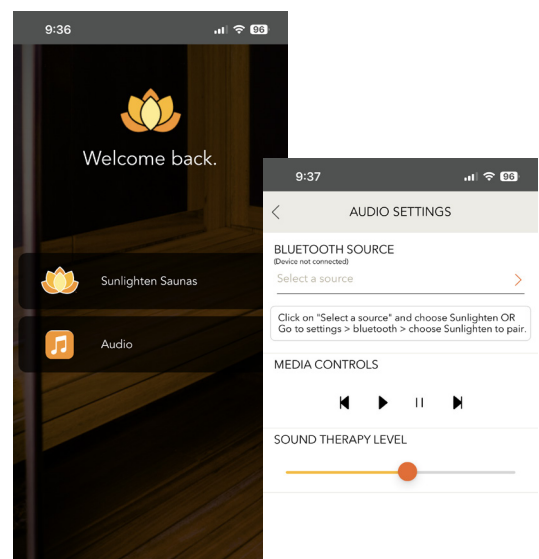 9:36
96
Welcome back.
Sunlighten Saunas
Audio
9:37
96
AUDIO SETTINGS
BLUETOOTH SOURCE
(Device not connected)
Select a source
Click on "Select a source" and choose Sunlighten OR
Go to settings > bluetooth > choose Sunlighten to pair.
MEDIA CONTROLS
SOUND THERAPY LEVEL